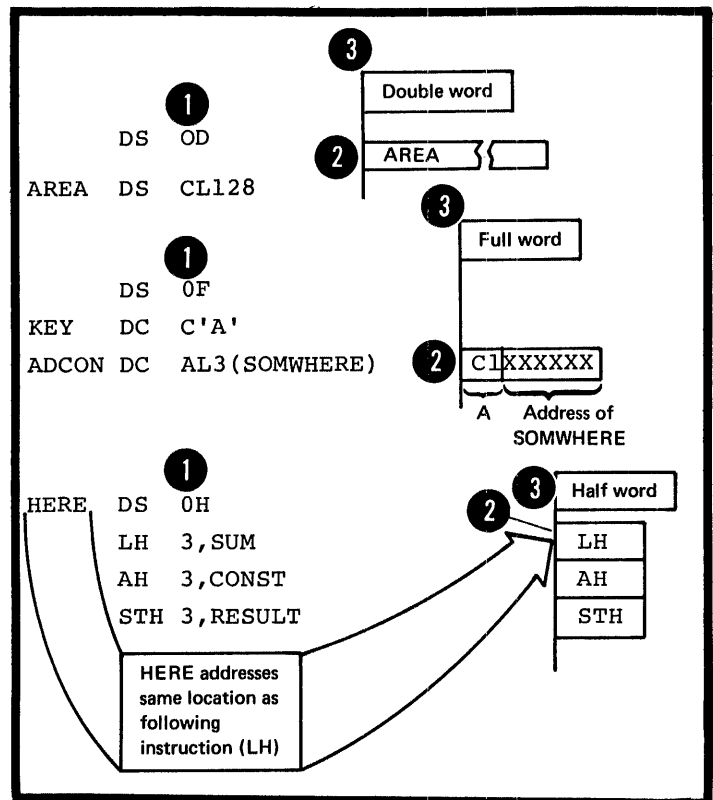 3
Double word
1
DS OD
2 AREA
AREA DS CL128
3
Full word
1
DS 0F
KEY DC C'A'
ADCON DC AL3(SOMWHERE)
2 C1 XXXXXX
A Address of
SOMWHERE
1
3 Half word
HERE DS 0H
2
LH 3,SUM
LH
AH 3,CONST
AH
STH 3,RESULT
STH
HERE addresses
same location as
following
instruction (LH)